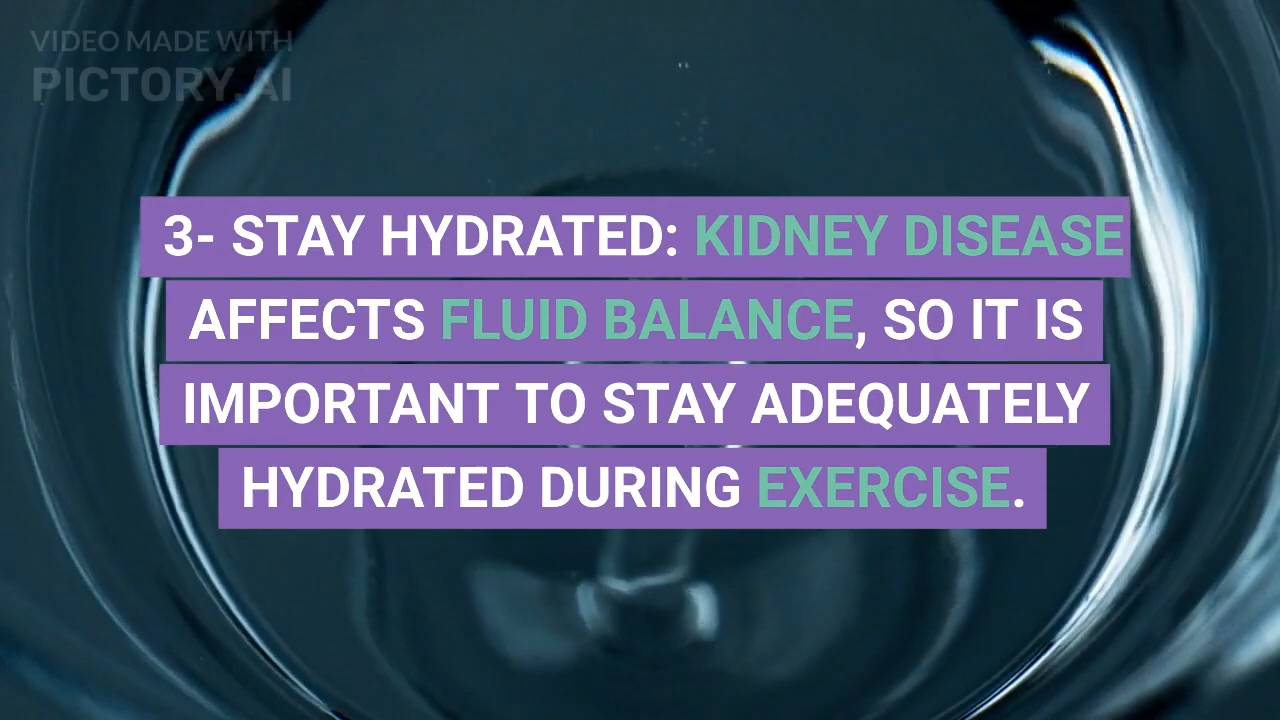 VIDEO MADE WITH
PICTORY.AI
3- STAY HYDRATED: KIDNEY DISEASE
AFFECTS FLUID BALANCE, SO IT IS
IMPORTANT TO STAY ADEQUATELY
HYDRATED DURING EXERCISE.